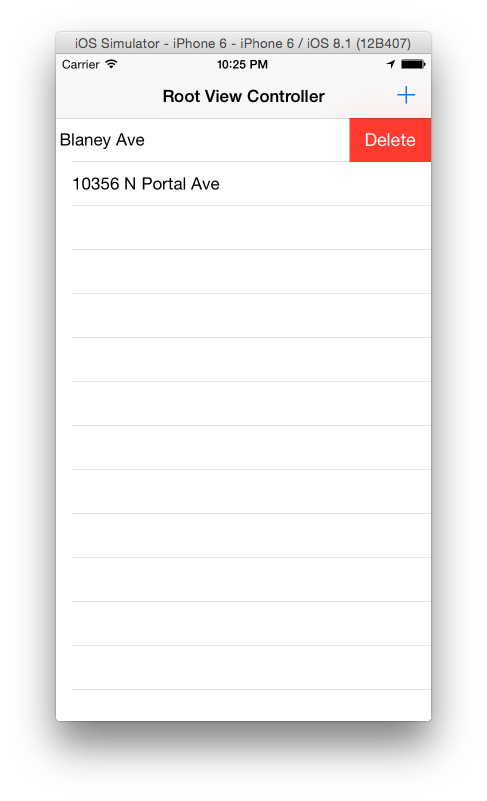 iOS Simulator - iPhone 6 - iPhone 6 / iOS 8.1 (12B407)
Carrier 10:25 PM
Root View Controller +
Blaney Ave Delete
10356 N Portal Ave